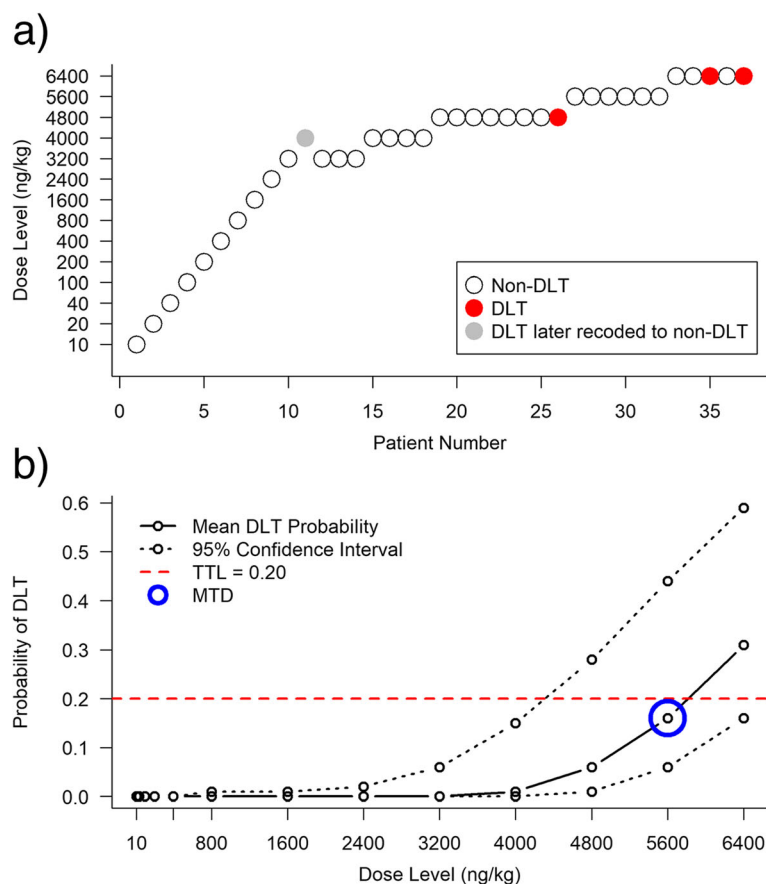 a)
Dose Level (ng/kg)
6400
5600
4800
4000
3200
2400
1600
800
400
200
100
40
20
10
Non-DLT
DLT
DLT later recoded to non-DLT
0 5 10 15 20 25 30 35
Patient Number
b)
Probability of DLT
0.6
0.5
0.4
0.3
0.2
0.1
0.0
Mean DLT Probability
95% Confidence Interval
TTL = 0.20
MTD
10 800 1600 2400 3200 4000 4800 5600 6400
Dose Level (ng/kg)